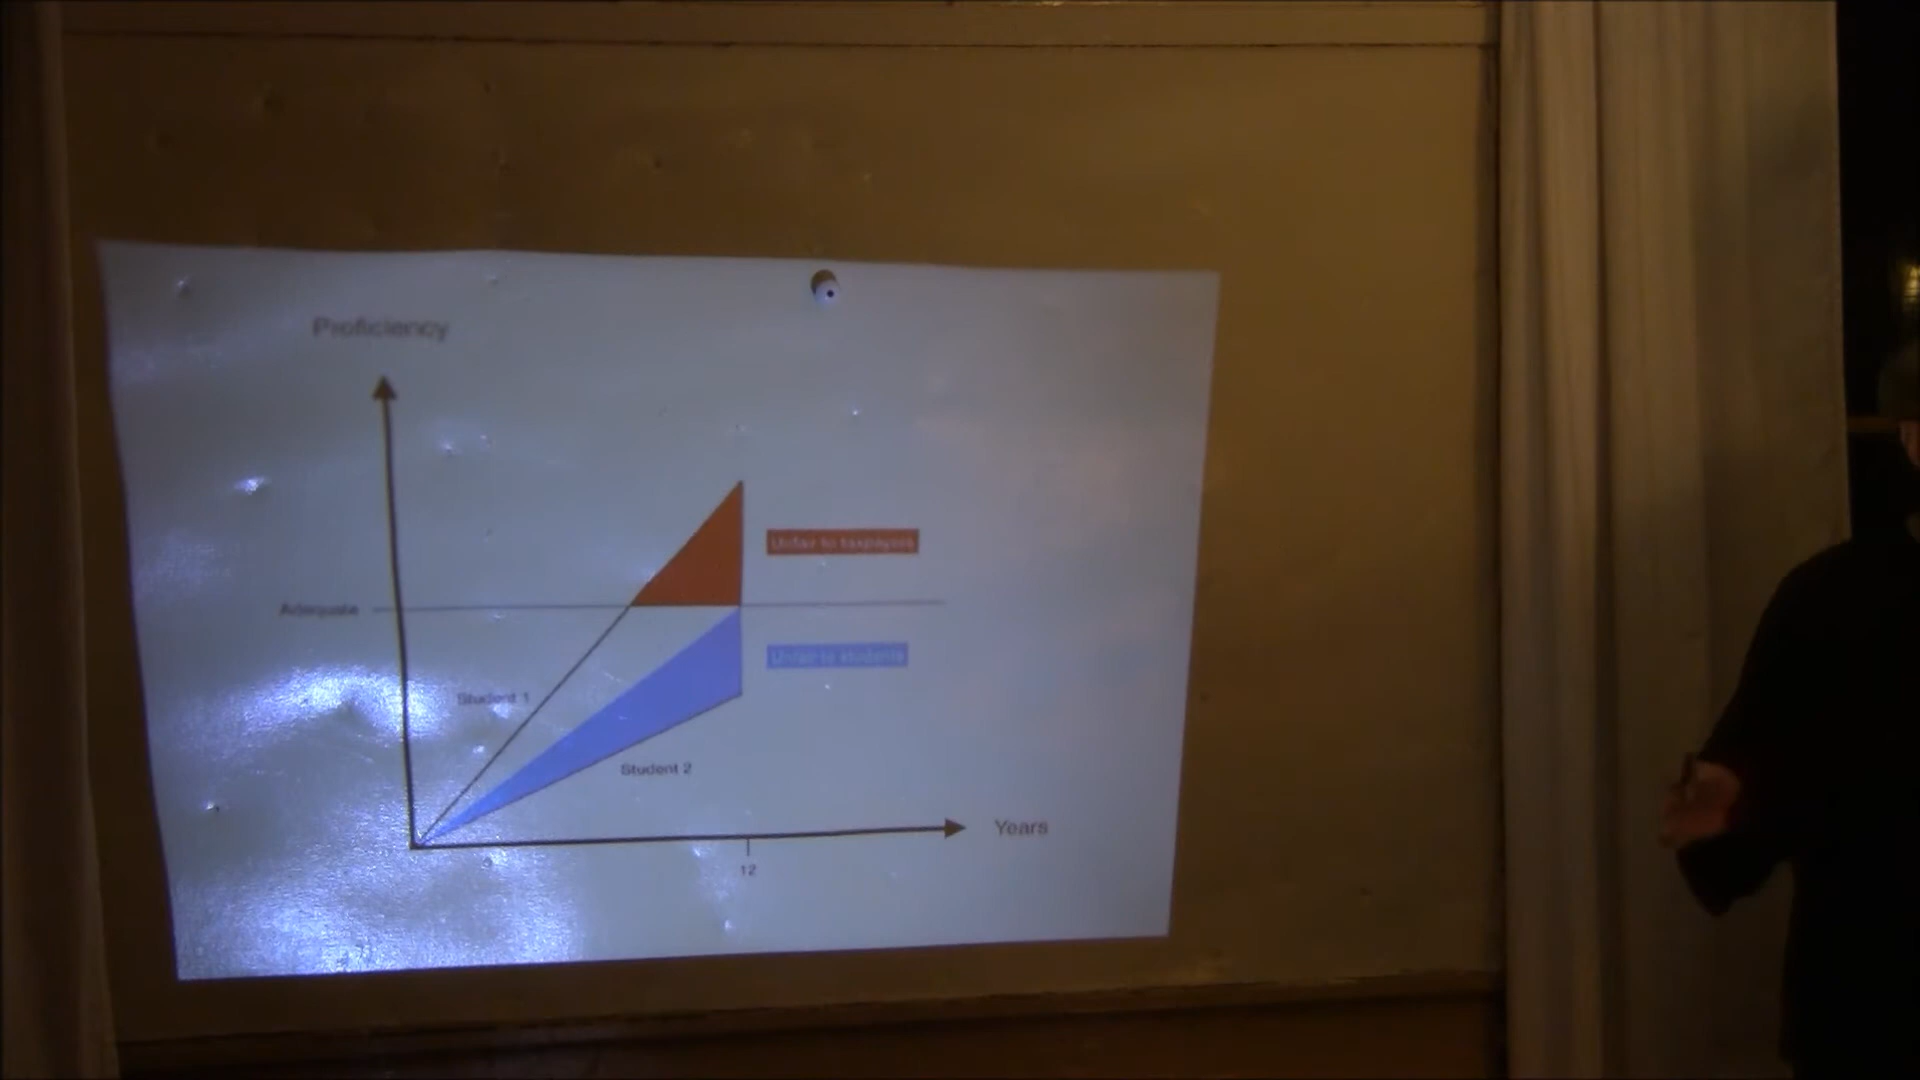 Proficiency
Unfair to taxpayers
Adequate
Unfair to students
Student 1
Student 2
Years
12